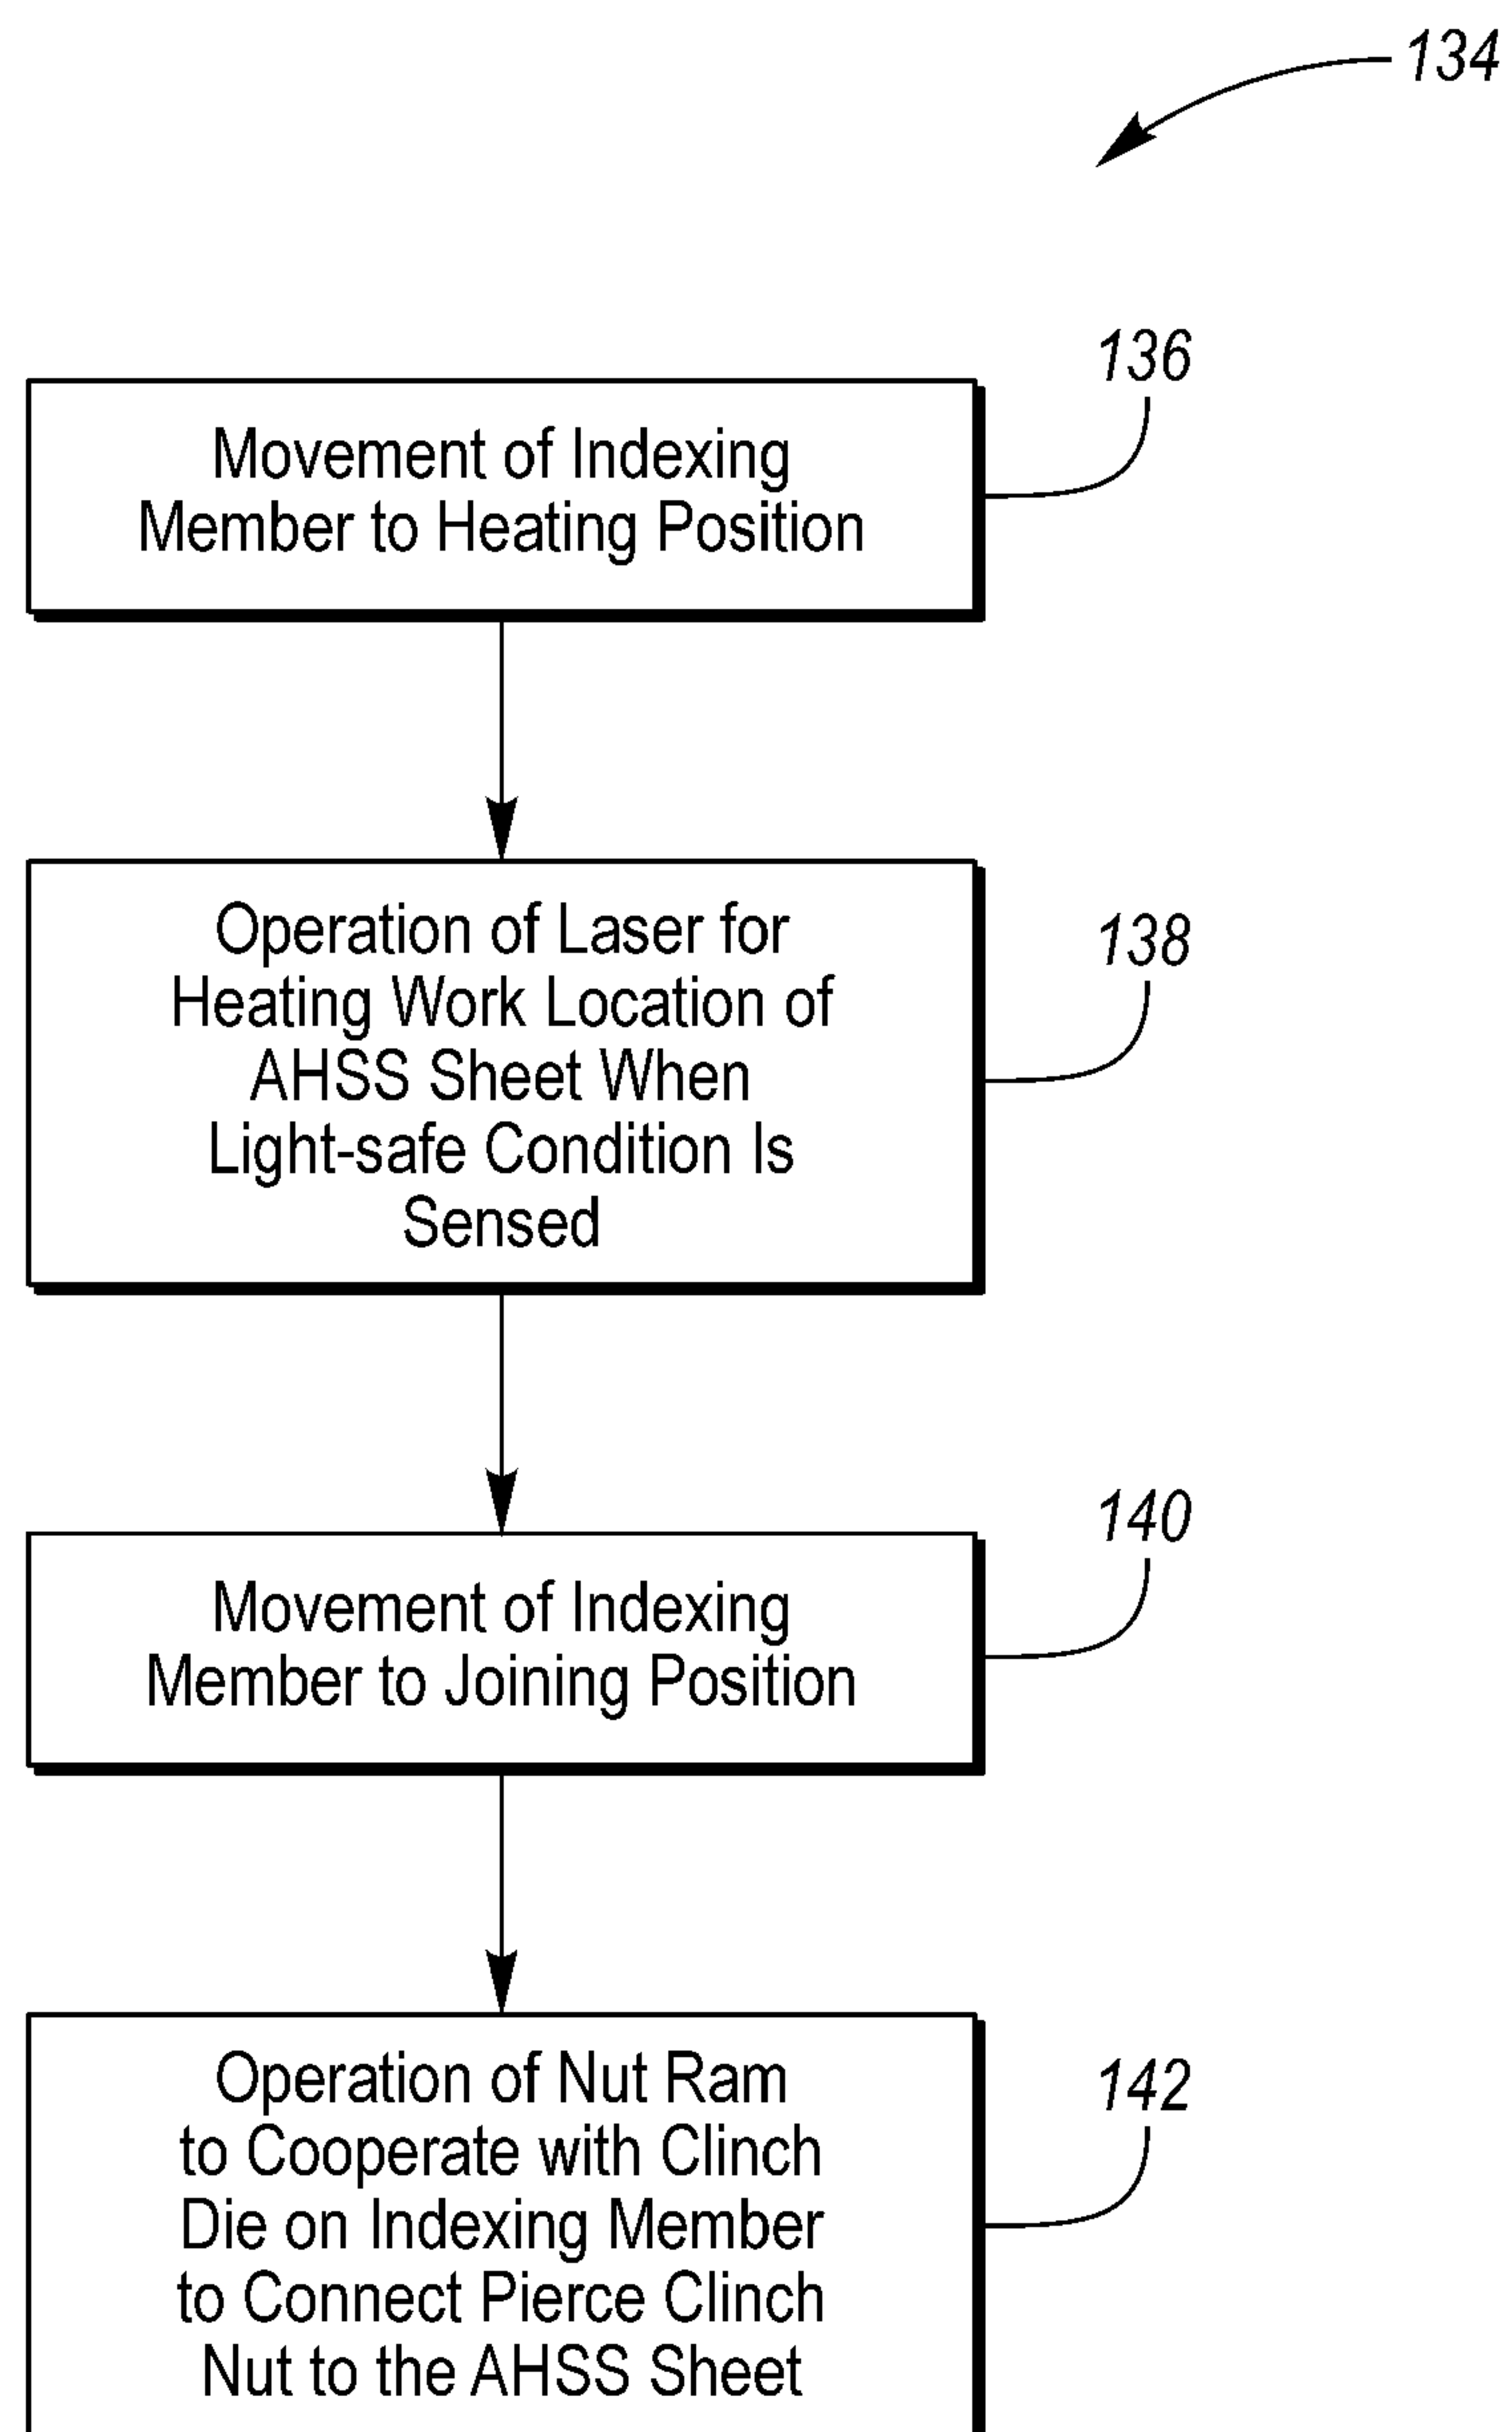 134
136
Movement of Indexing
Member to Heating Position
138
Operation of Laser for
Heating Work Location of
AHSS Sheet When
Light-safe Condition Is
Sensed
140
Movement of Indexing
Member to Joining Position
142
Operation of Nut Ram
to Cooperate with Clinch
Die on Indexing Member
to Connect Pierce Clinch
Nut to the AHSS Sheet